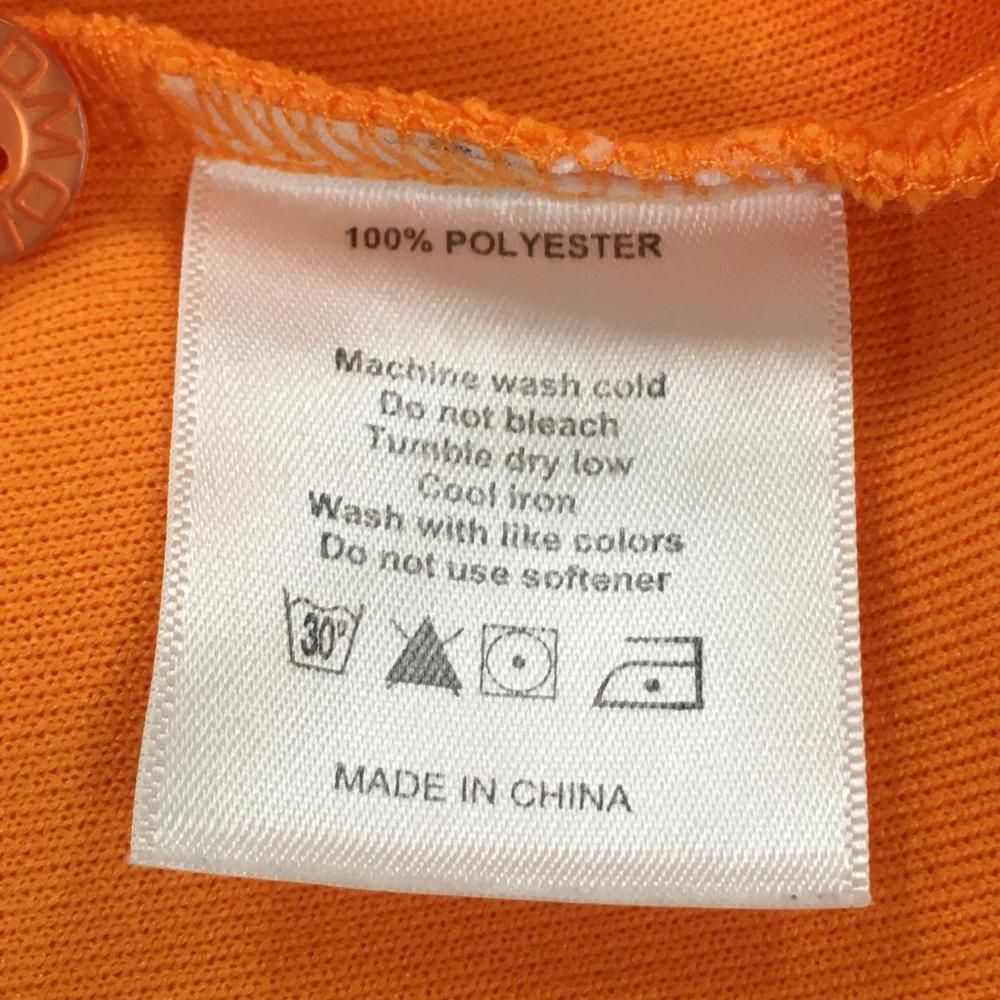 100% POLYESTER
Machine wash cold
Do not bleach
Tumble dry low
Cool iron
Wash with like colors
Do not use softener
30°
MADE IN CHINA